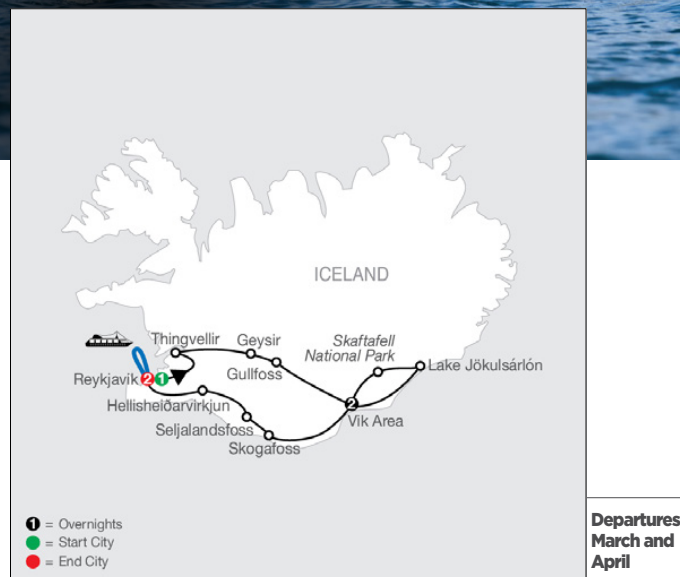 ICELAND
Thingvellir
Geysir
Skaftafell
National Park
Gullfoss
Lake Jökulsárlón
Reykjavik 2 1
Hellisheiðarvirkjun
2
Vik Area
Seljalandsfoss
Skogafoss
1 = Overnights
= Start City
= End City
Departures
March and
April